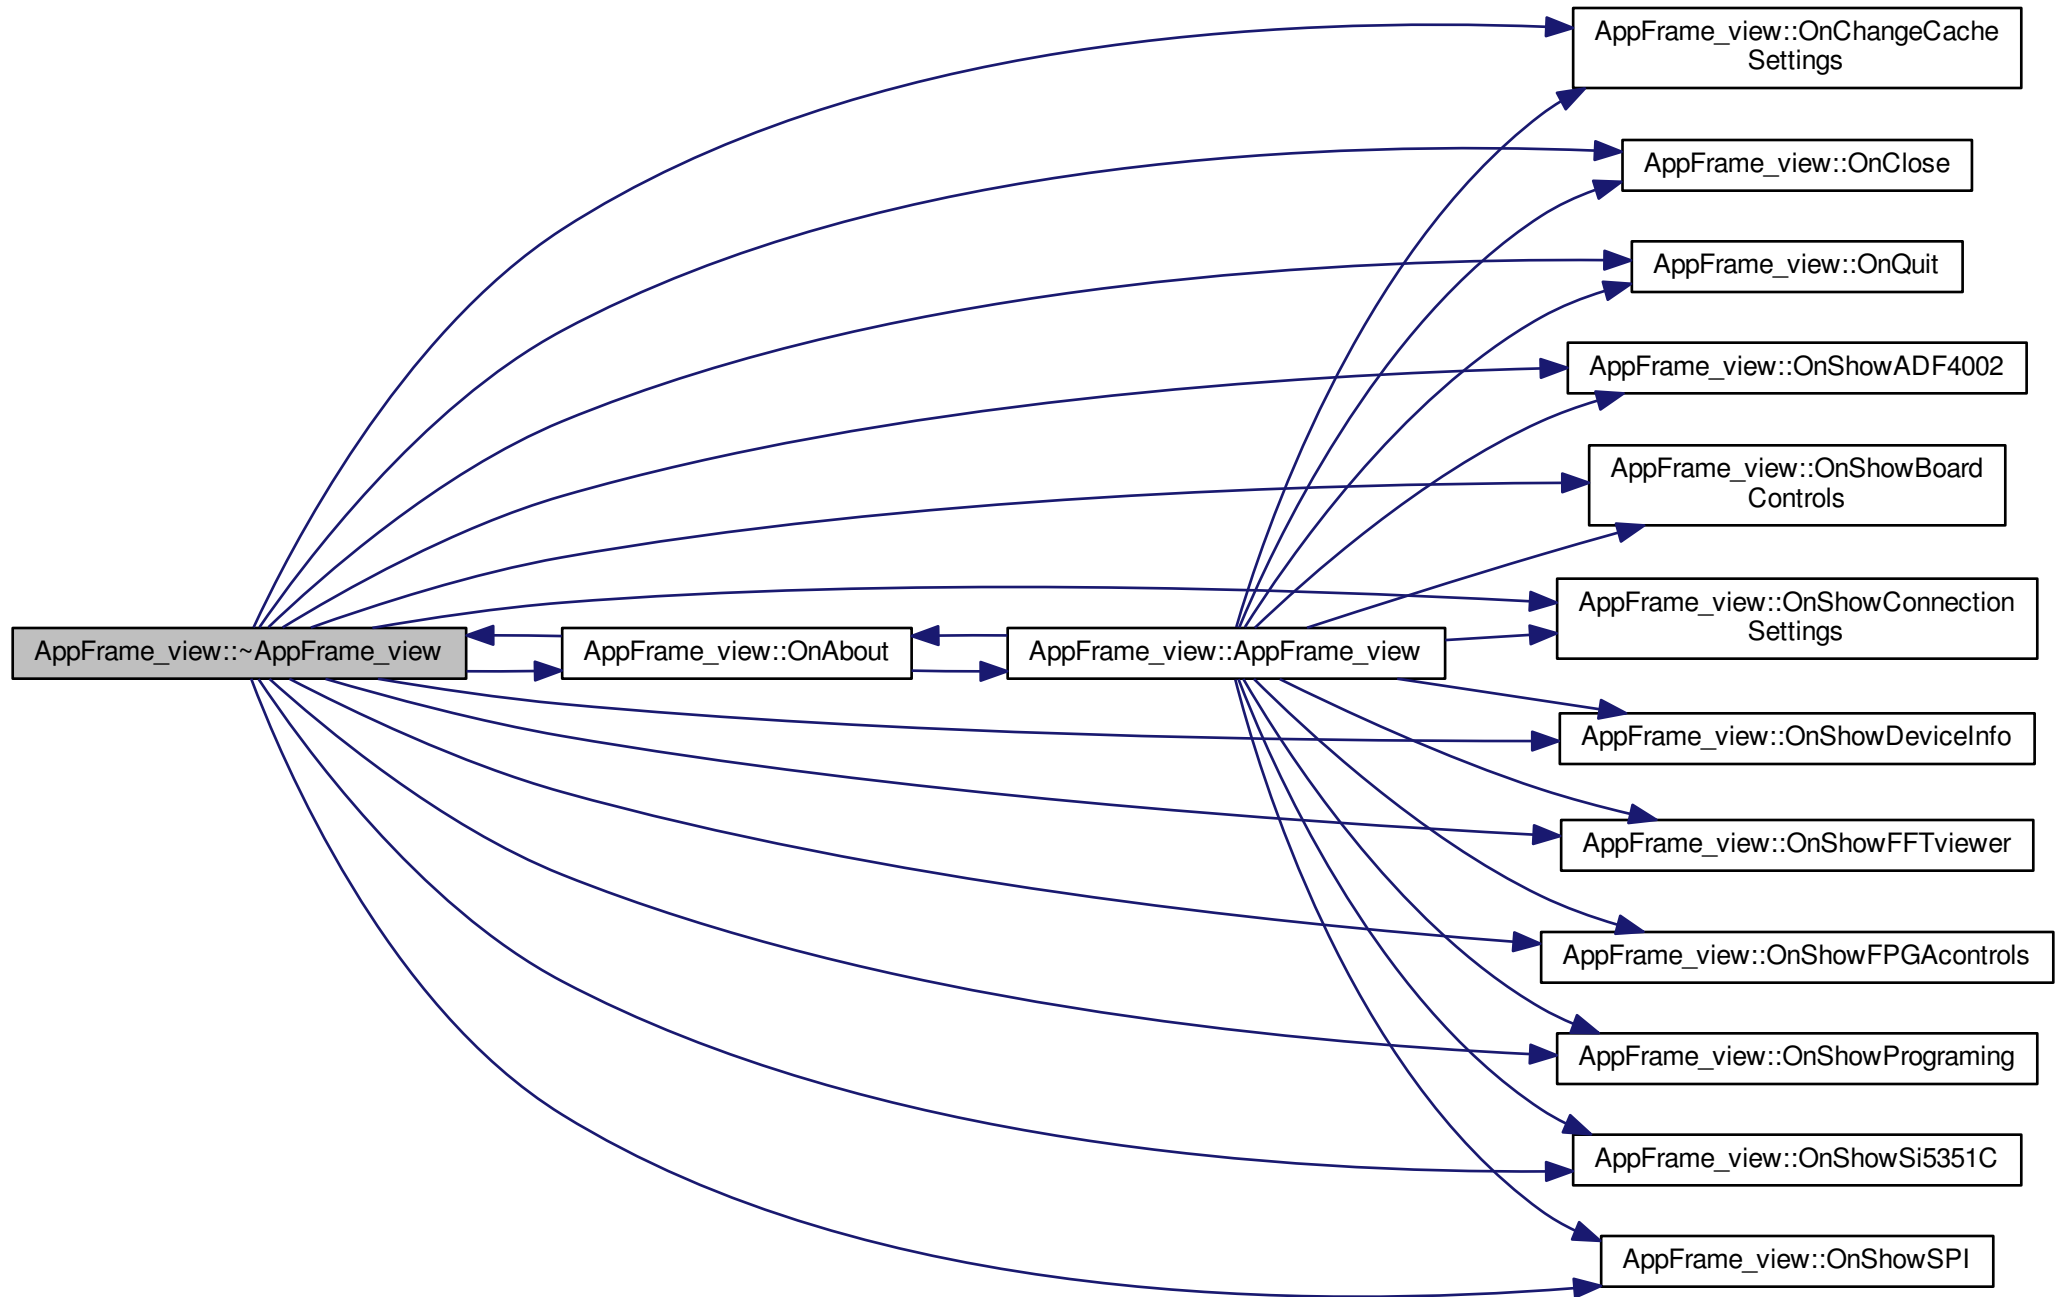 AppFrame_view::~AppFrame_view
AppFrame_view::OnAbout
AppFrame_view::AppFrame_view
AppFrame_view::OnChangeCache
Settings
AppFrame_view::OnClose
AppFrame_view::OnQuit
AppFrame_view::OnShowADF4002
AppFrame_view::OnShowBoard
Controls
AppFrame_view::OnShowConnection
Settings
AppFrame_view::OnShowDeviceInfo
AppFrame_view::OnShowFFTviewer
AppFrame_view::OnShowFPGAcontrols
AppFrame_view::OnShowPrograming
AppFrame_view::OnShowSi5351C
AppFrame_view::OnShowSPI